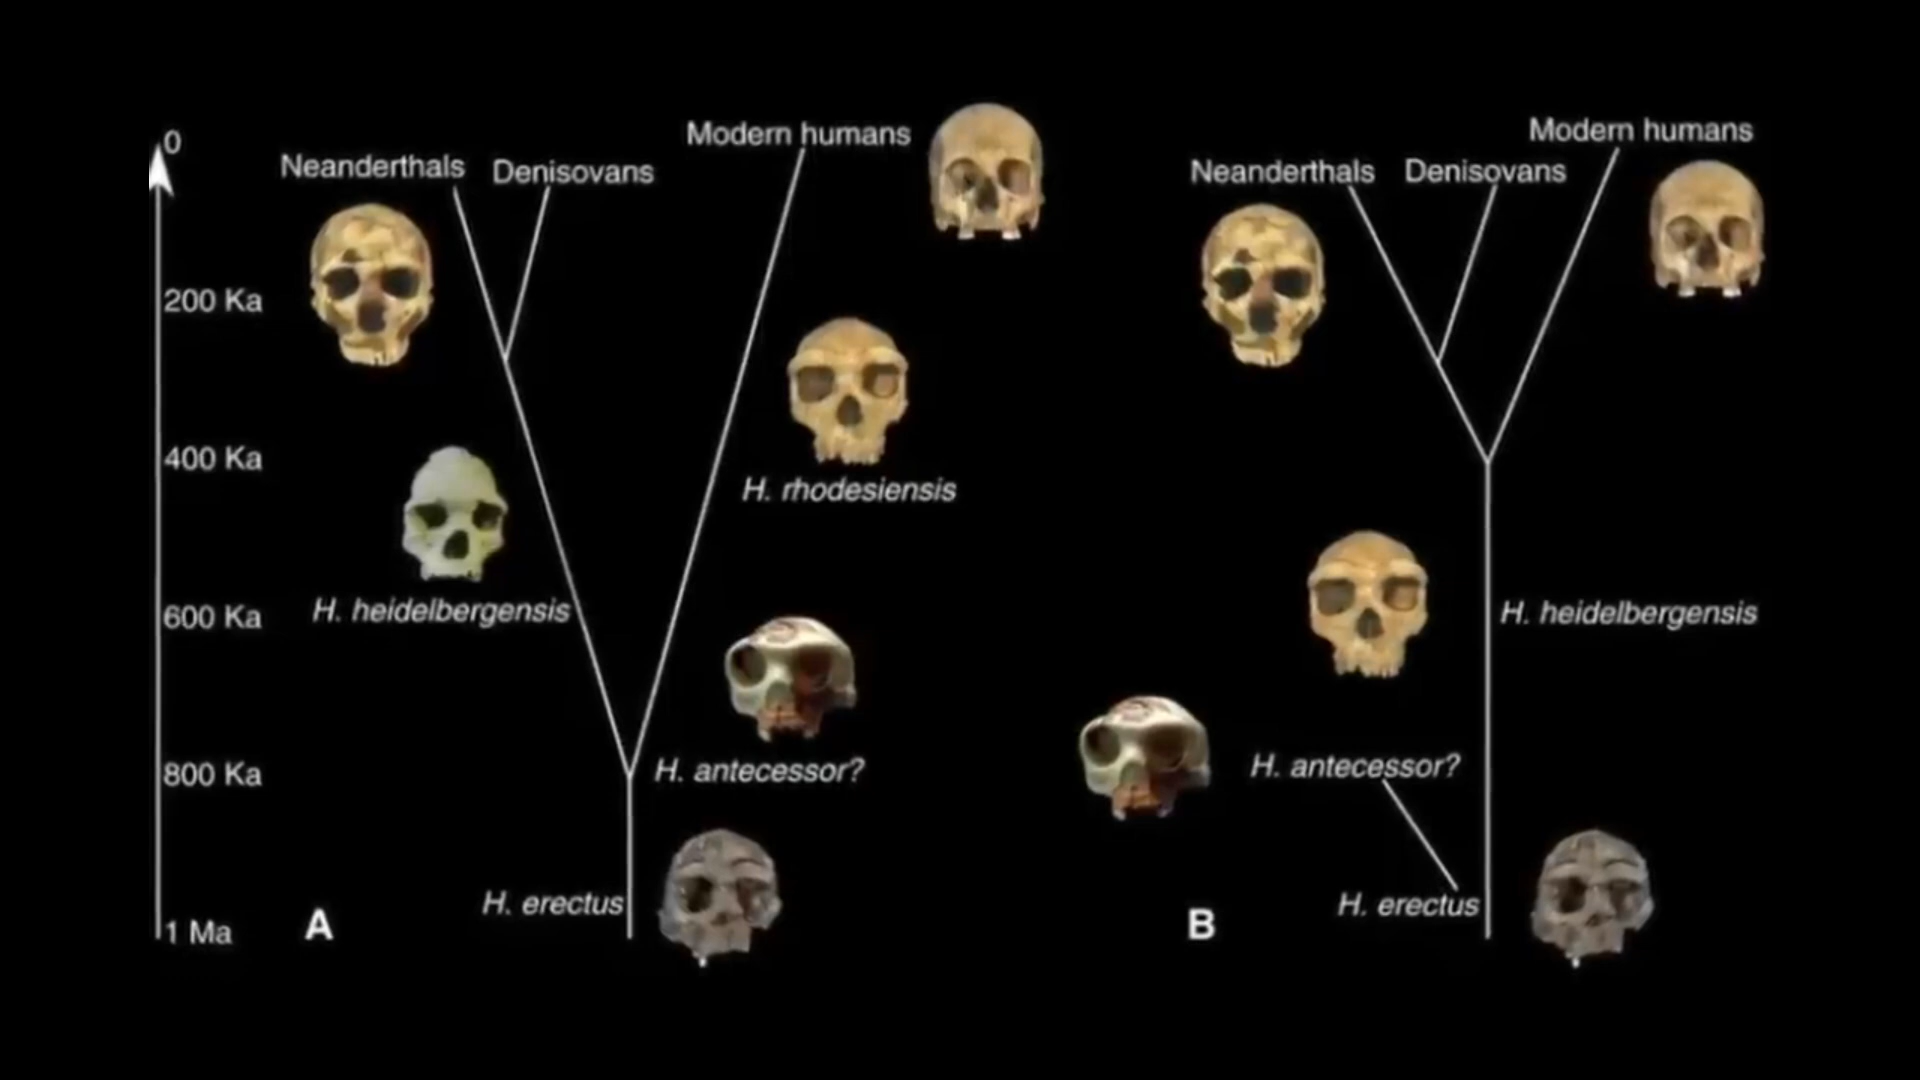 0
200 Ka
400 Ka
600 Ka
800 Ka
1 Ma
Neanderthals
Denisovans
Modern humans
H. rhodesiensis
H. heidelbergensis
H. antecessor?
H. erectus
A
Modern humans
Neanderthals
Denisovans
H. heidelbergensis
H. antecessor?
H. erectus
B